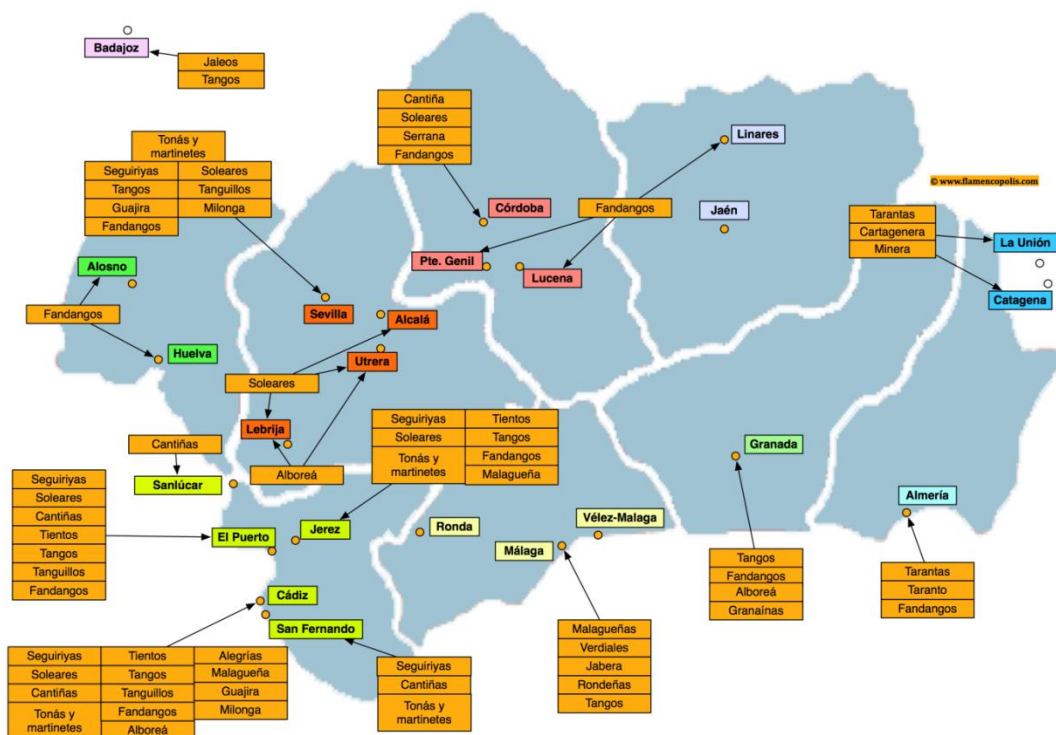 Badajoz
Jaleos
Tangos
Cantiña
Soleares
Serrana
Fandangos
Linares
Tonás y
martinetes
Seguiriyas
Soleares
Tangos
Tanguillos
Guajira
Milonga
Fandangos
© www.flamencopolis.com
Córdoba
Fandangos
Jaén
Tarantas
Cartagenera
Minera
La Unión
Catagena
Pte. Genil
Lucena
Alosno
Fandangos
Huelva
Sevilla
Alcalá
Utrera
Soleares
Lebrija
Alboreá
Cantiñas
Sanlúcar
Seguiriyas
Soleares
Tonás y
martinetes
Tientos
Tangos
Fandangos
Malagueña
Granada
Almería
Seguiriyas
Soleares
Cantiñas
Tientos
Tangos
Tanguillos
Fandangos
El Puerto
Jerez
Ronda
Vélez-Malaga
Málaga
Tangos
Fandangos
Alboreá
Granaínas
Tarantas
Taranto
Fandangos
Cádiz
San Fernando
Malagueñas
Verdiales
Jabera
Rondeñas
Tangos
Seguiriyas
Soleares
Cantiñas
Tonás y
martinetes
Tientos
Tangos
Tanguillos
Fandangos
Alboreá
Alegrías
Malagueña
Guajira
Milonga
Seguiriyas
Cantiñas
Tonás y
martinetes